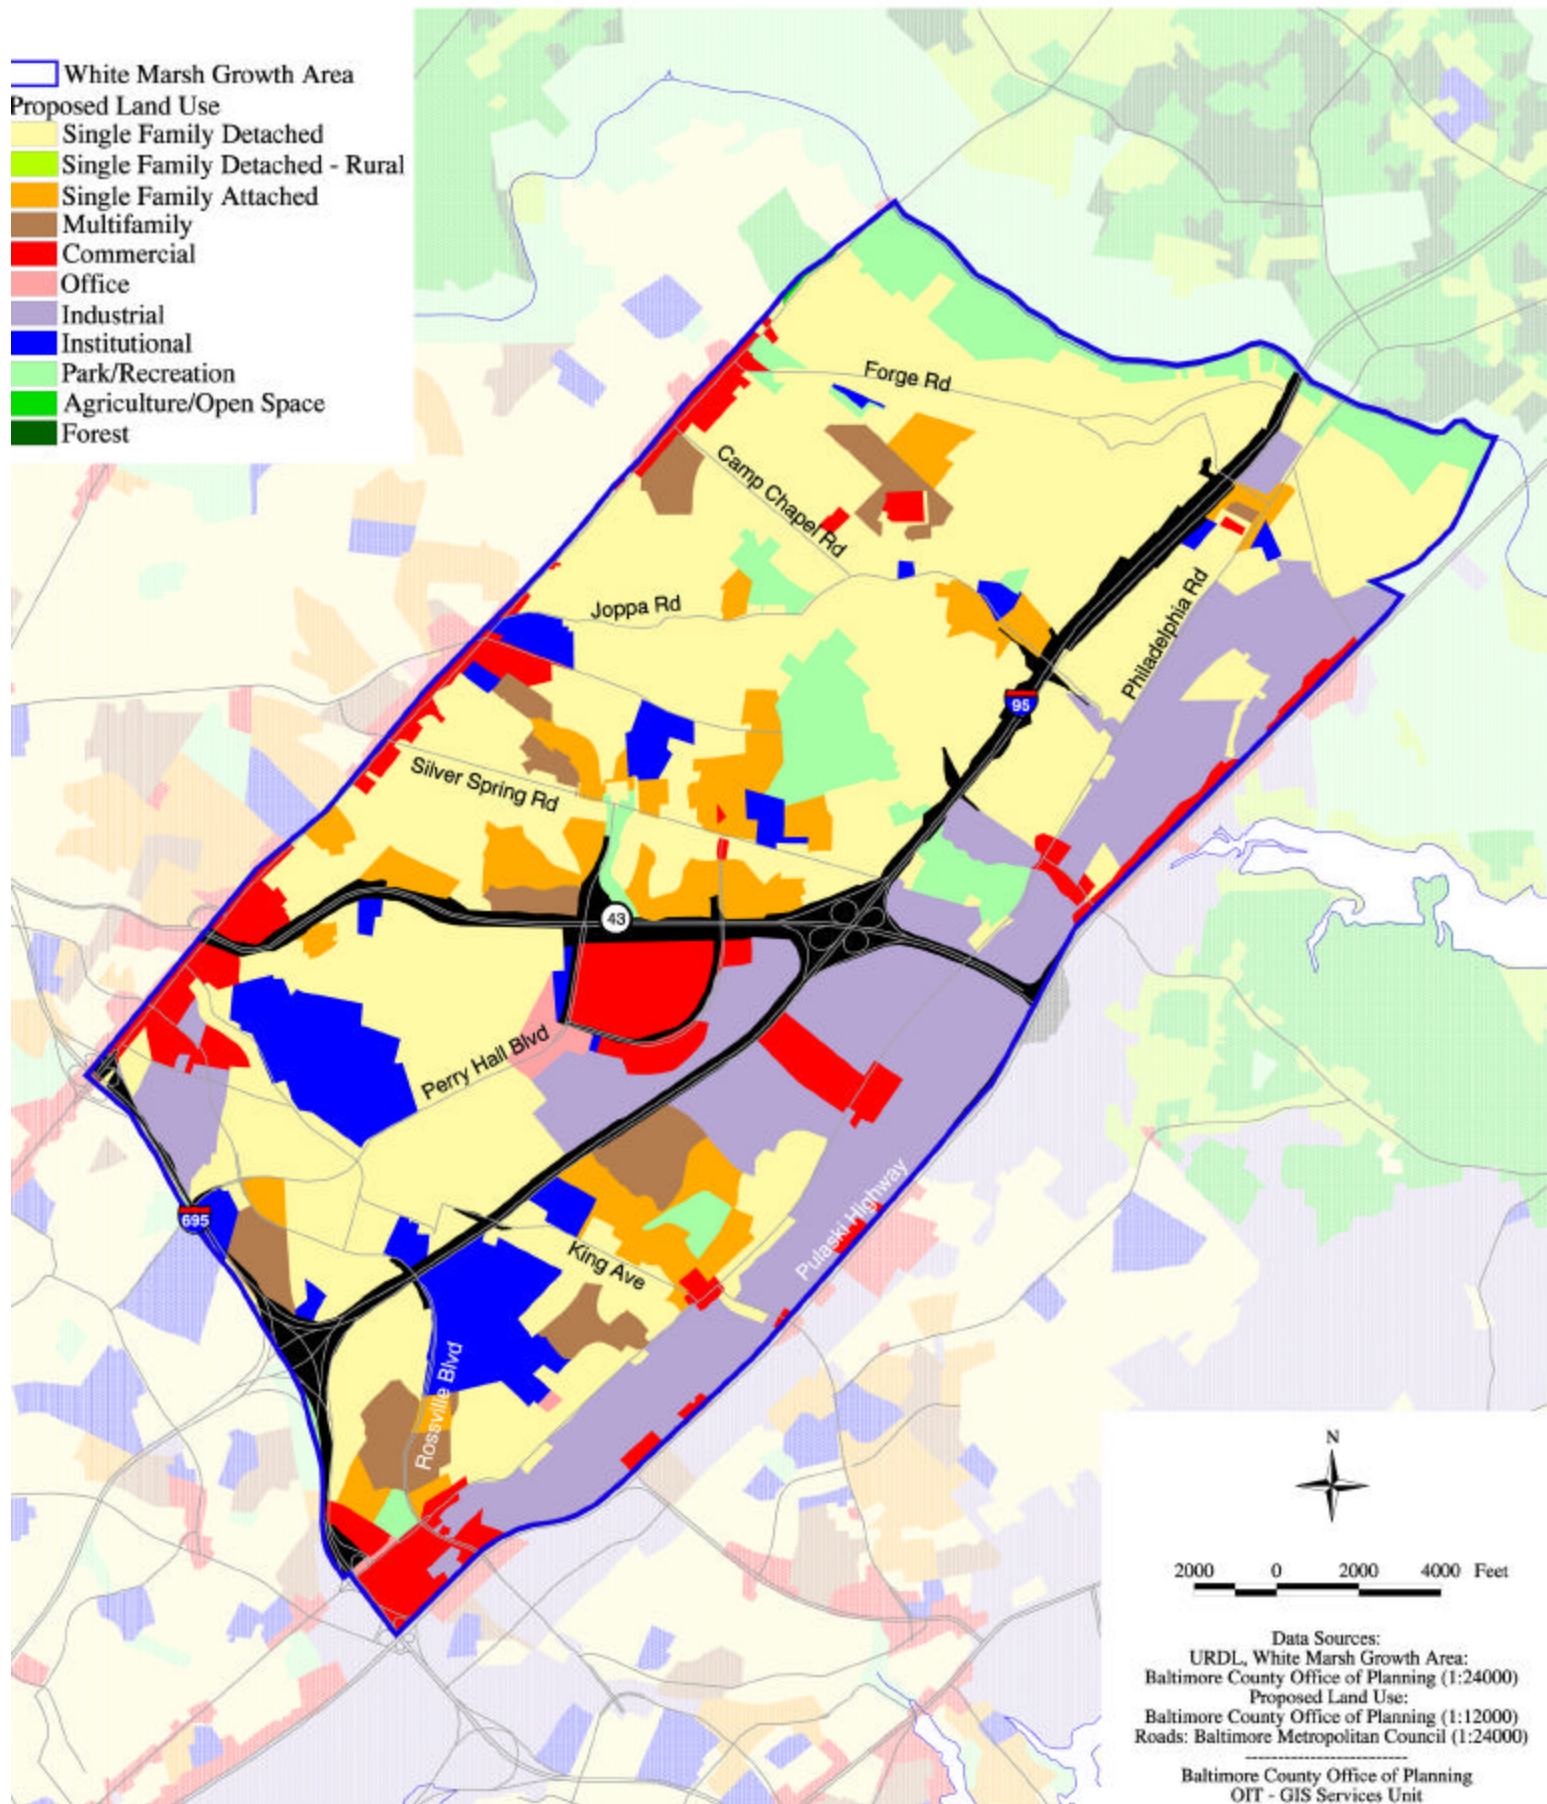 White Marsh Growth Area
Proposed Land Use
Single Family Detached
Single Family Detached - Rural
Single Family Attached
Multifamily
Commercial
Office
Industrial
Institutional
Park/Recreation
Agriculture/Open Space
Forest
Forge Rd
Camp Chapel Rd
Joppa Rd
Philadelphia Rd
95
Silver Spring Rd
43
Perry Hall Blvd
Pulaski Highway
695
King Ave
Rossville Blvd
N
2000 0 2000 4000 Feet
Data Sources:
URDL, White Marsh Growth Area:
Baltimore County Office of Planning (1:24000)
Proposed Land Use:
Baltimore County Office of Planning (1:12000)
Roads: Baltimore Metropolitan Council (1:24000)
-------------------------
Baltimore County Office of Planning
OIT - GIS Services Unit